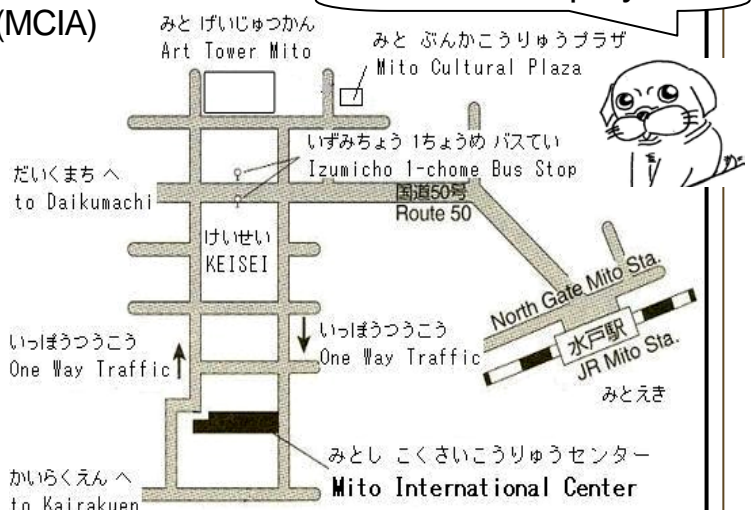 (MCIA)
みと げいじゅつかん
Art Tower Mito
みと ぶんかこうりゅうプラザ
Mito Cultural Plaza
いずみちょう 1ちょうめ バスてい
Izumicho 1-chome Bus Stop
だいくまち へ
to Daikumachi
国道50号
Route 50
けいせい
KEISEI
North Gate Mito Sta.
水戸駅
JR Mito Sta.
みとえき
いっぽうつうこう
One Way Traffic
いっぽうつうこう
One Way Traffic
みとし こくさいこうりゅうセンター
Mito International Center
かいらくえん へ
to Kairakuen